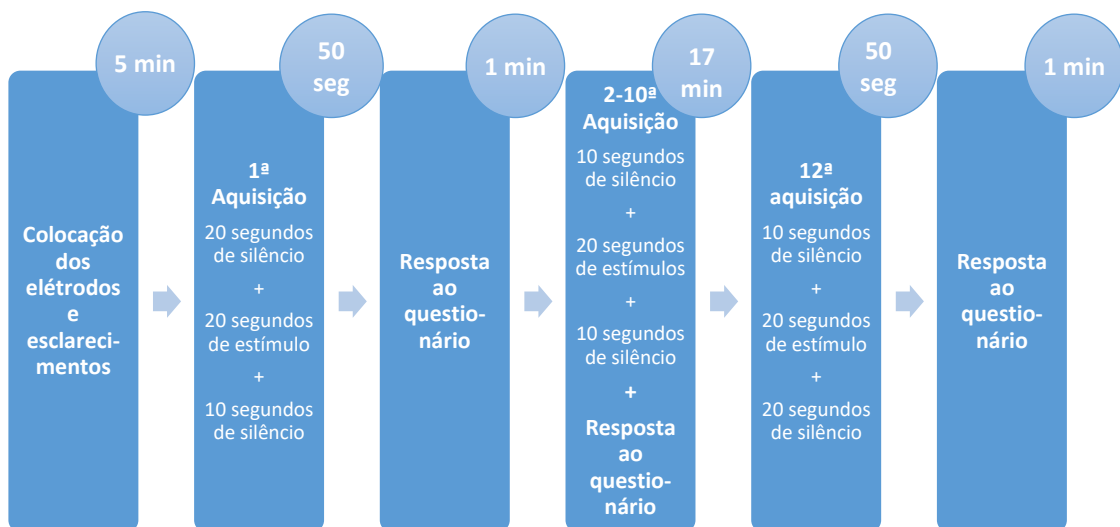 5 min
Colocação
dos
elétrodos
e
esclareci-
mentos
50
seg
1ª
Aquisição
20 segundos
de silêncio
+
20 segundos
de estímulo
+
10 segundos
de silêncio
1 min
Resposta
ao
questio-
nário
17
min
2-10ª
Aquisição
10 segundos
de silêncio
+
20 segundos
de estímulos
+
10 segundos
de silêncio
+
Resposta
ao
questio-
nário
50
seg
12ª
aquisição
10 segundos
de silêncio
+
20 segundos
de estímulo
+
20 segundos
de silêncio
1 min
Resposta
ao
questio-
nário